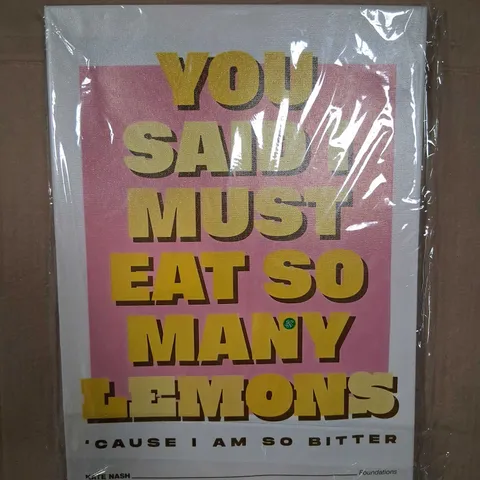 YOU
SAID I
MUST
EAT SO
MANY
LEMONS
'CAUSE I AM SO BITTER
KATE NASH Foundations